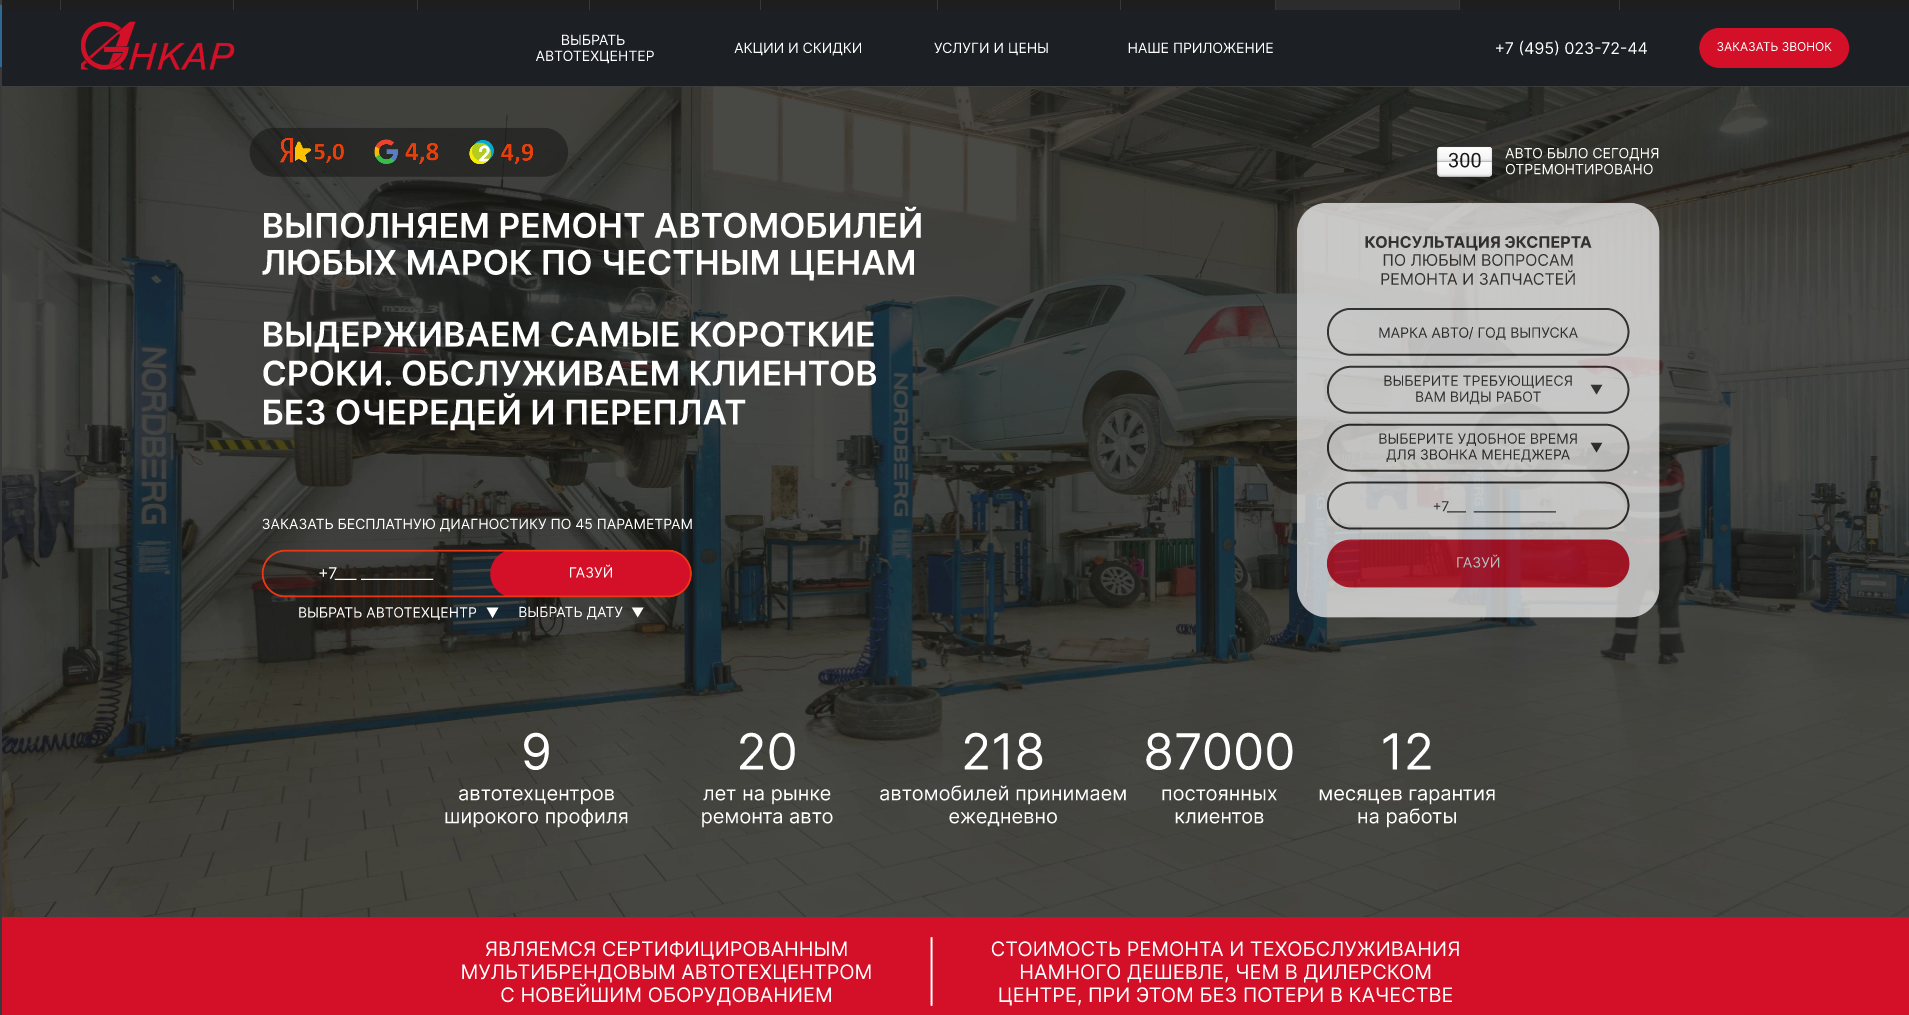 АНКАР
ВЫБРАТЬ
АВТОТЕХЦЕНТЕР
АКЦИИ И СКИДКИ
УСЛУГИ И ЦЕНЫ
НАШЕ ПРИЛОЖЕНИЕ
+7 (495) 023-72-44
ЗАКАЗАТЬ ЗВОНОК
Я 5,0 G 4,8 2 4,9
300
АВТО БЫЛО СЕГОДНЯ
ОТРЕМОНТИРОВАНО
ВЫПОЛНЯЕМ РЕМОНТ АВТОМОБИЛЕЙ
ЛЮБЫХ МАРОК ПО ЧЕСТНЫМ ЦЕНАМ
ВЫДЕРЖИВАЕМ САМЫЕ КОРОТКИЕ
СРОКИ. ОБСЛУЖИВАЕМ КЛИЕНТОВ
БЕЗ ОЧЕРЕДЕЙ И ПЕРЕПЛАТ
NORDBERG
NORDBERG
ЗАКАЗАТЬ БЕСПЛАТНУЮ ДИАГНОСТИКУ ПО 45 ПАРАМЕТРАМ
+7___ __________
ГАЗУЙ
ВЫБРАТЬ АВТОТЕХЦЕНТР ▼
ВЫБРАТЬ ДАТУ ▼
КОНСУЛЬТАЦИЯ ЭКСПЕРТА
ПО ЛЮБЫМ ВОПРОСАМ
РЕМОНТА И ЗАПЧАСТЕЙ
МАРКА АВТО/ ГОД ВЫПУСКА
ВЫБЕРИТЕ ТРЕБУЮЩИЕСЯ
ВАМ ВИДЫ РАБОТ ▼
ВЫБЕРИТЕ УДОБНОЕ ВРЕМЯ
ДЛЯ ЗВОНКА МЕНЕДЖЕРА ▼
+7___ ____________
ГАЗУЙ
9
автотехцентров
широкого профиля
20
лет на рынке
ремонта авто
218
автомобилей принимаем
ежедневно
87000
постоянных
клиентов
12
месяцев гарантия
на работы
ЯВЛЯЕМСЯ СЕРТИФИЦИРОВАННЫМ
МУЛЬТИБРЕНДОВЫМ АВТОТЕХЦЕНТРОМ
С НОВЕЙШИМ ОБОРУДОВАНИЕМ
СТОИМОСТЬ РЕМОНТА И ТЕХОБСЛУЖИВАНИЯ
НАМНОГО ДЕШЕВЛЕ, ЧЕМ В ДИЛЕРСКОМ
ЦЕНТРЕ, ПРИ ЭТОМ БЕЗ ПОТЕРИ В КАЧЕСТВЕ